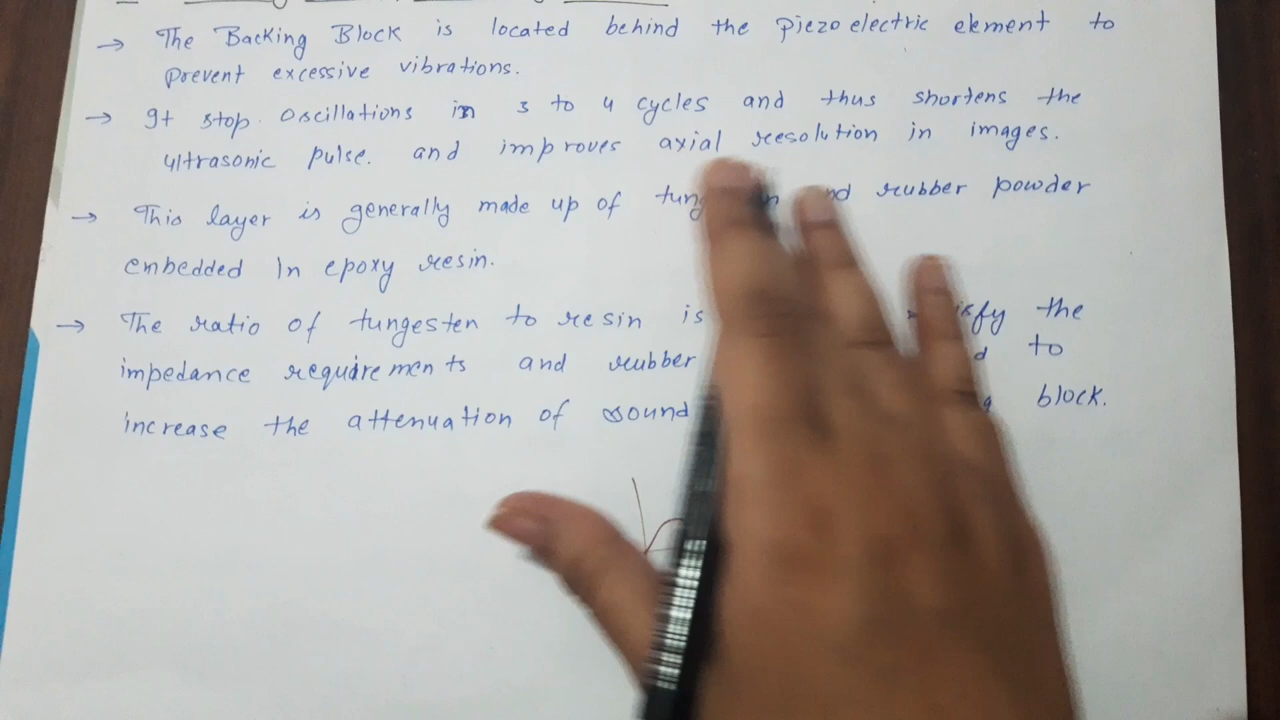 → The Backing Block is located behind the piezo electric element to
prevent excessive vibrations.
→ It stop oscillations in 3 to 4 cycles and thus shortens the
ultrasonic pulse. and improves axial resolution in images.
→ This layer is generally made up of rubber powder
embedded in epoxy resin.
→ The ratio of tungesten to resin is the
impedance requirements and rubber to
increase the attenuation of sound block.